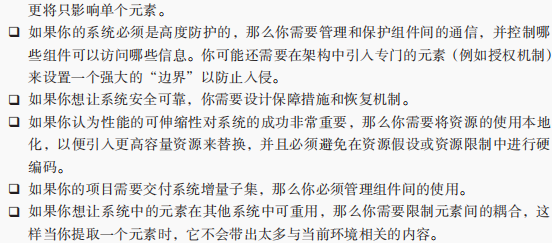 更将只影响单个元素。
❑ 如果你的系统必须是高度防护的，那么你需要管理和保护组件间的通信，并控制哪
些组件可以访问哪些信息。你可能还需要在架构中引入专门的元素（例如授权机制）
来设置一个强大的“边界”以防止入侵。
❑ 如果你想让系统安全可靠，你需要设计保障措施和恢复机制。
❑ 如果你认为性能的可伸缩性对系统的成功非常重要，那么你需要将资源的使用本地
化，以便引入更高容量资源来替换，并且必须避免在资源假设或资源限制中进行硬
编码。
❑ 如果你的项目需要交付系统增量子集，那么你必须管理组件间的使用。
❑ 如果你想让系统中的元素在其他系统中可重用，那么你需要限制元素间的耦合，这
样当你提取一个元素时，它不会带出太多与当前环境相关的内容。